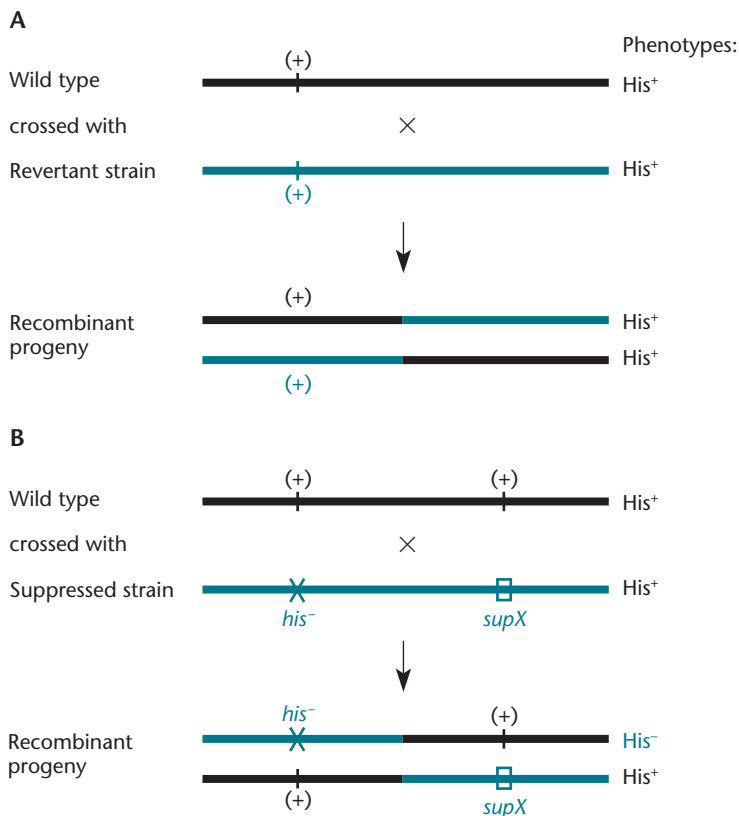 A
Phenotypes:
(+)
Wild type His⁺
crossed with ×
Revertant strain His⁺
(+)
(+)
Recombinant progeny His⁺
His⁺
(+)
B
(+) (+)
Wild type His⁺
crossed with ×
Suppressed strain His⁺
his⁻ supX
his⁻ (+)
Recombinant progeny His⁻
His⁺
(+) supX